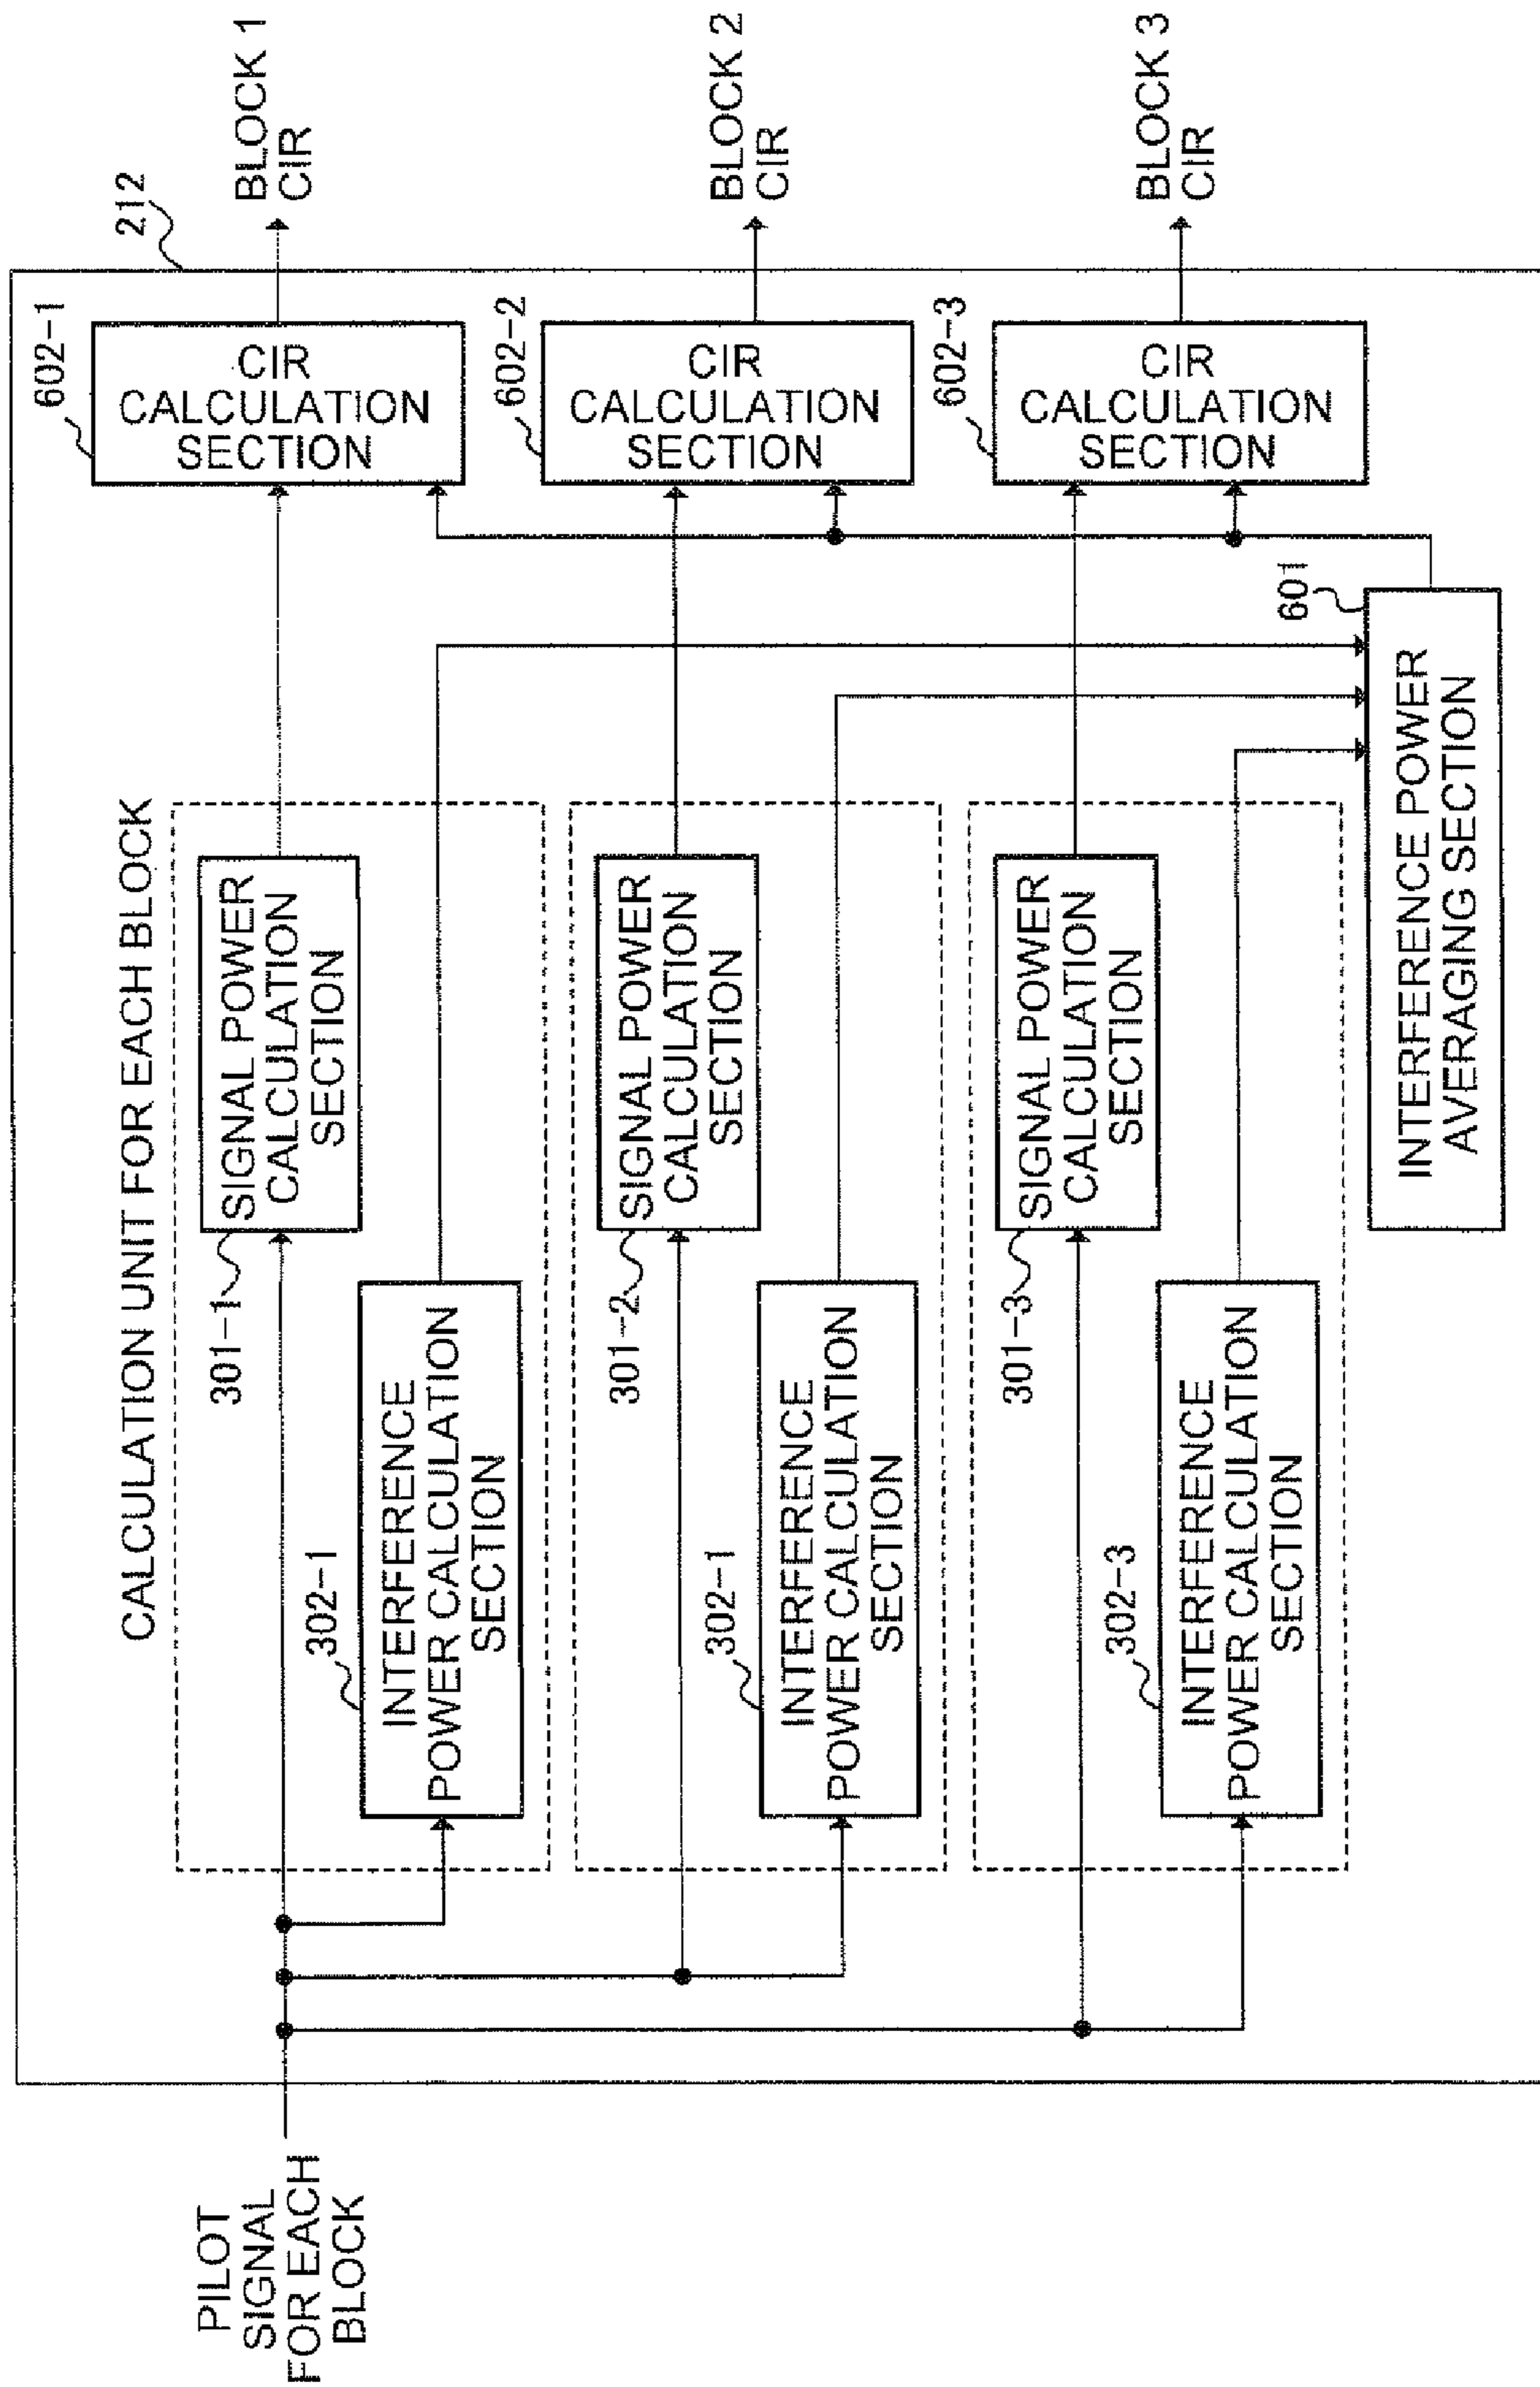 PILOT
SIGNAL
FOR EACH
BLOCK
CALCULATION UNIT FOR EACH BLOCK
212
301-1
SIGNAL POWER
CALCULATION
SECTION
302-1
INTERFERENCE
POWER CALCULATION
SECTION
602-1
CIR
CALCULATION
SECTION
BLOCK 1
CIR
301-2
SIGNAL POWER
CALCULATION
SECTION
302-1
INTERFERENCE
POWER CALCULATION
SECTION
602-2
CIR
CALCULATION
SECTION
BLOCK 2
CIR
301-3
SIGNAL POWER
CALCULATION
SECTION
302-3
INTERFERENCE
POWER CALCULATION
SECTION
602-3
CIR
CALCULATION
SECTION
BLOCK 3
CIR
601
INTERFERENCE POWER
AVERAGING SECTION